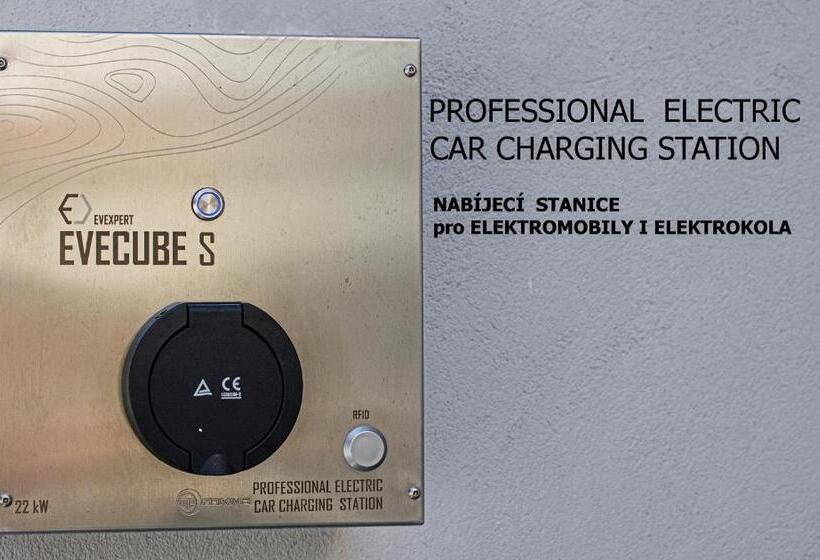 PROFESSIONAL ELECTRIC
CAR CHARGING STATION
NABÍJECÍ STANICE
pro ELEKTROMOBILY I ELEKTROKOLA
EVEXPERT
EVECUBE S
CE
RFID
22 kW
PROFESSIONAL ELECTRIC
CAR CHARGING STATION